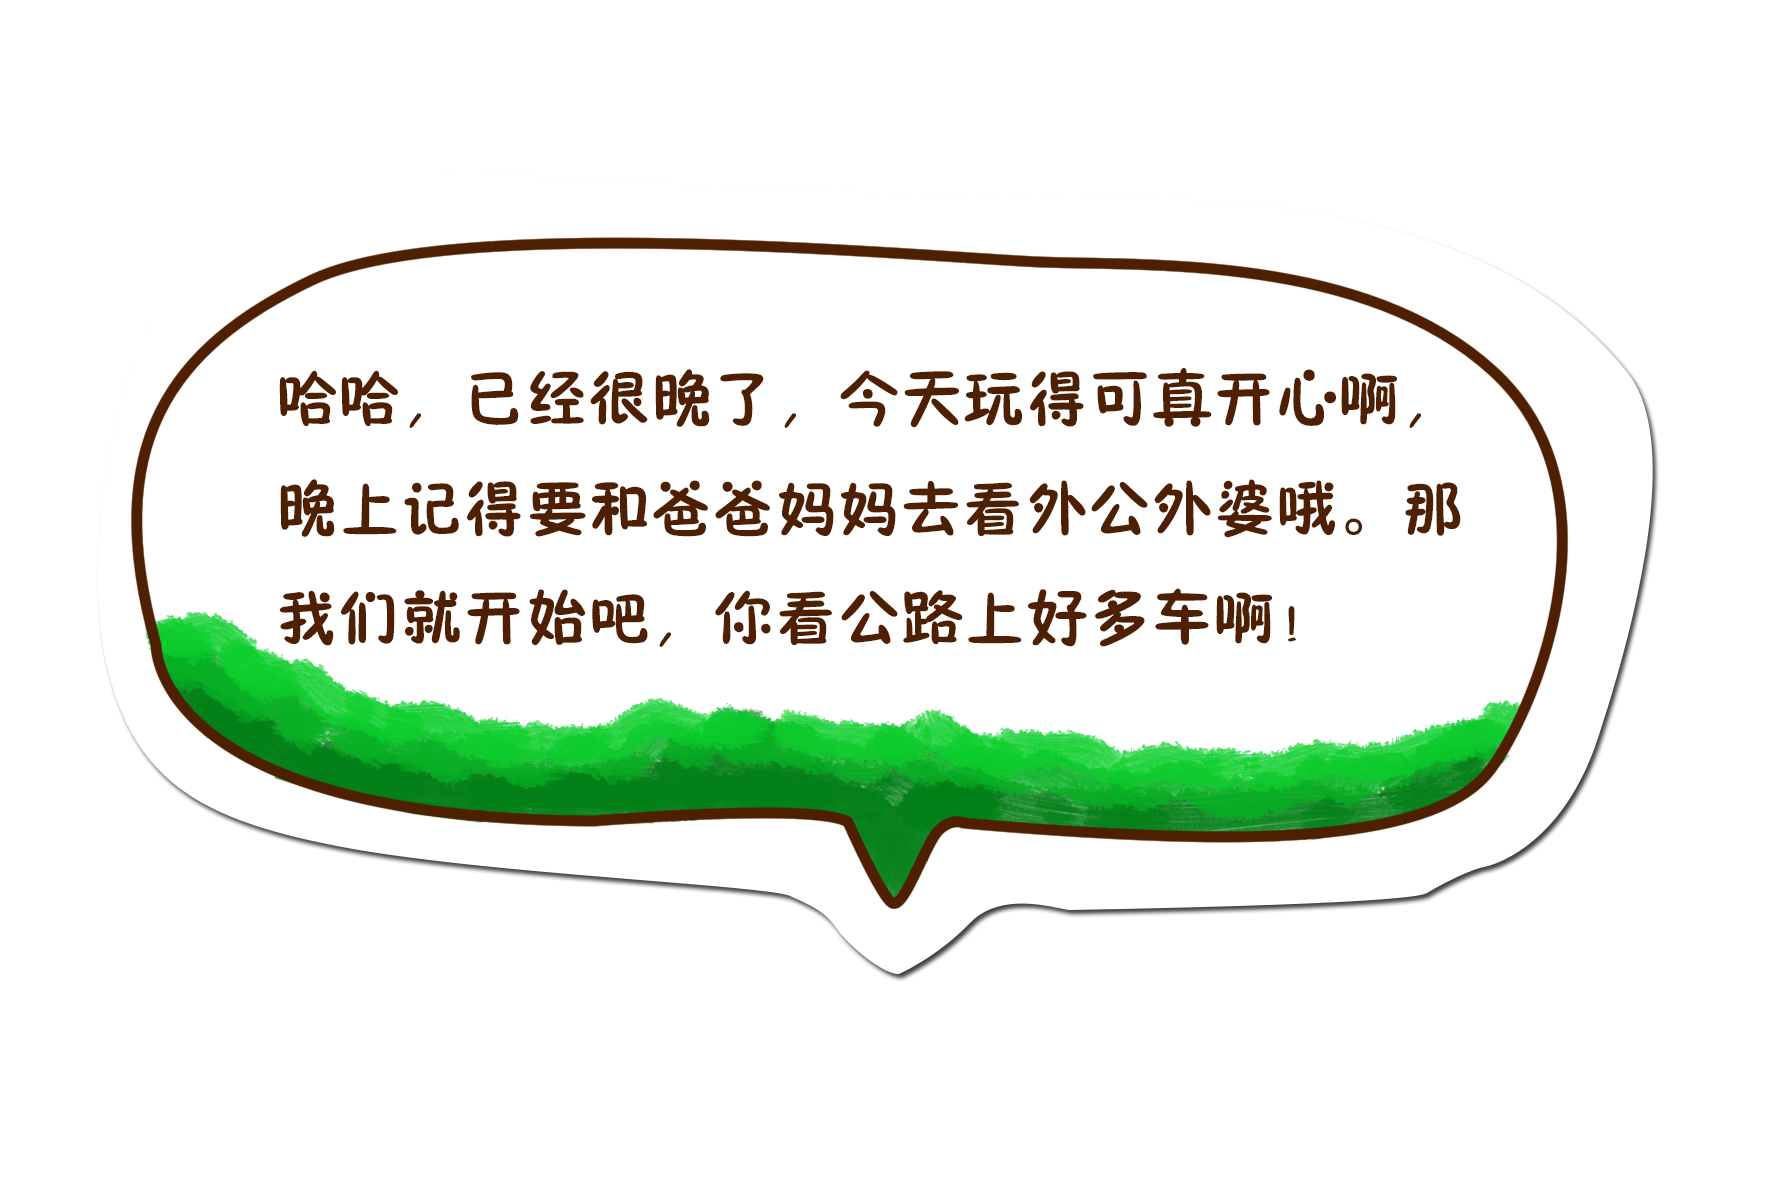 哈哈，已经很晚了，今天玩得可真开心啊，
晚上记得要和爸爸妈妈去看外公外婆哦。那
我们就开始吧，你看公路上好多车啊！